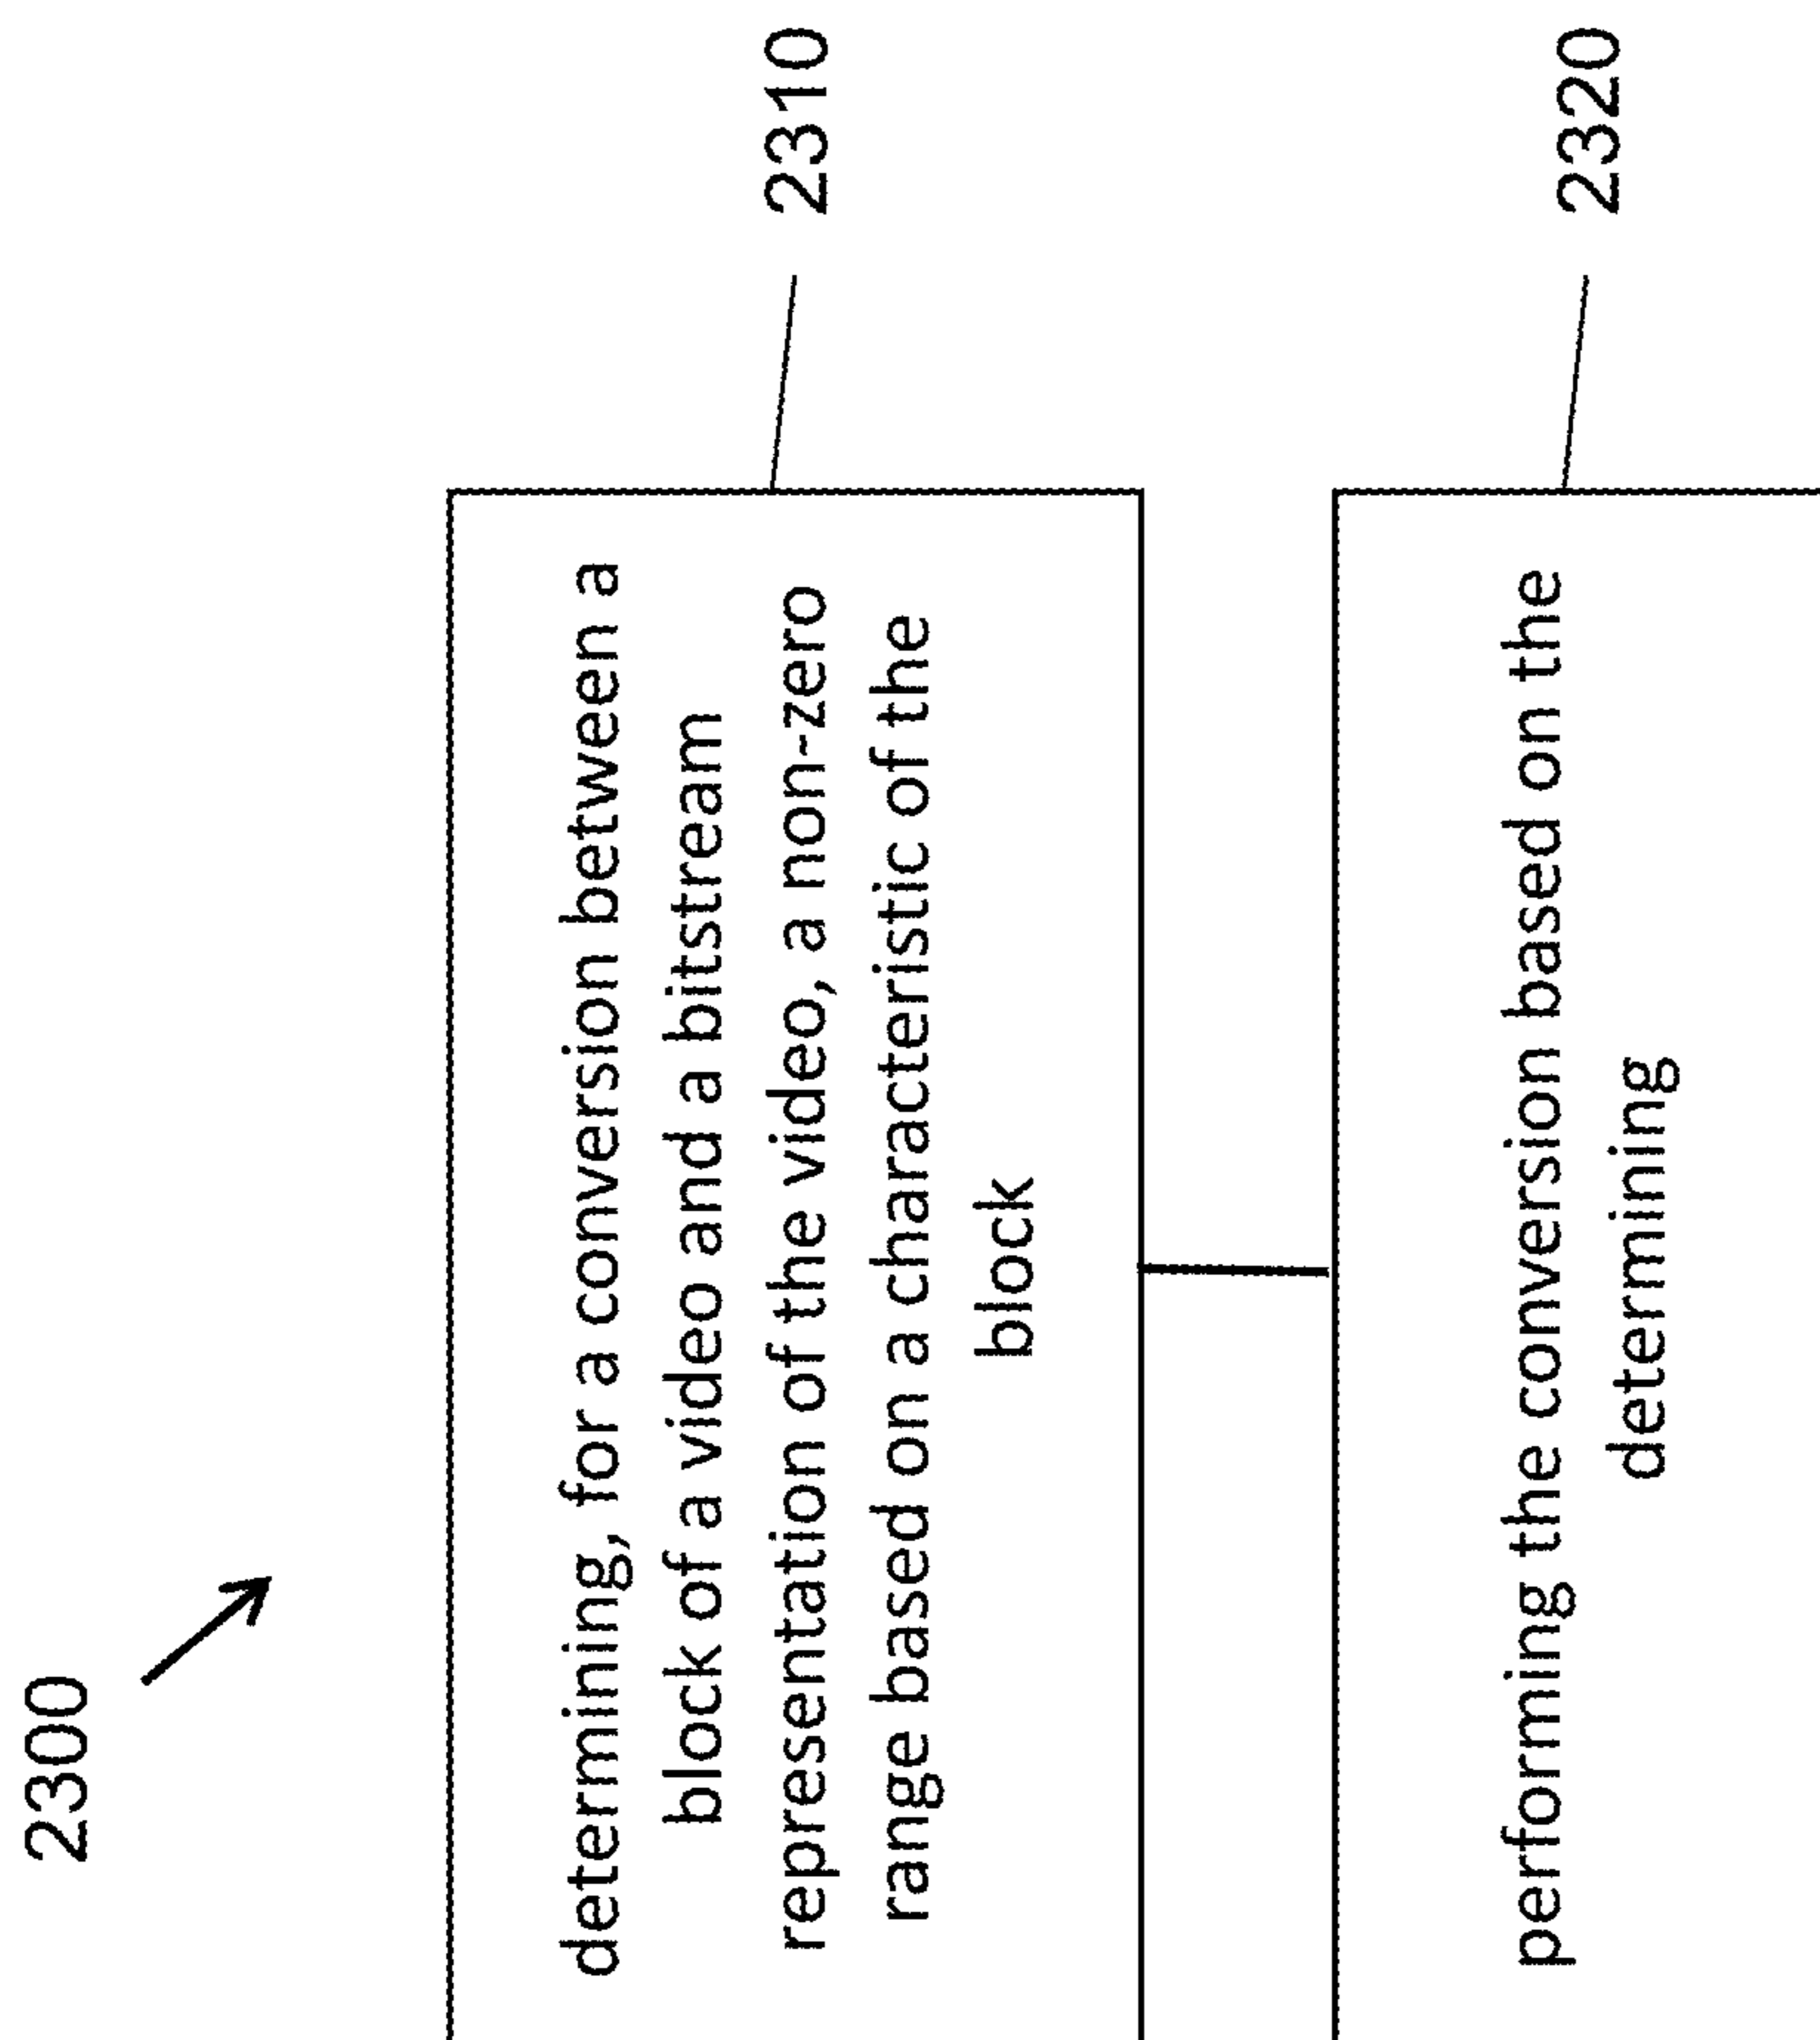 2300
determining, for a conversion between a
block of a video and a bitstream
representation of the video, a non-zero
range based on a characteristic of the
block
2310
performing the conversion based on the
determining
2320